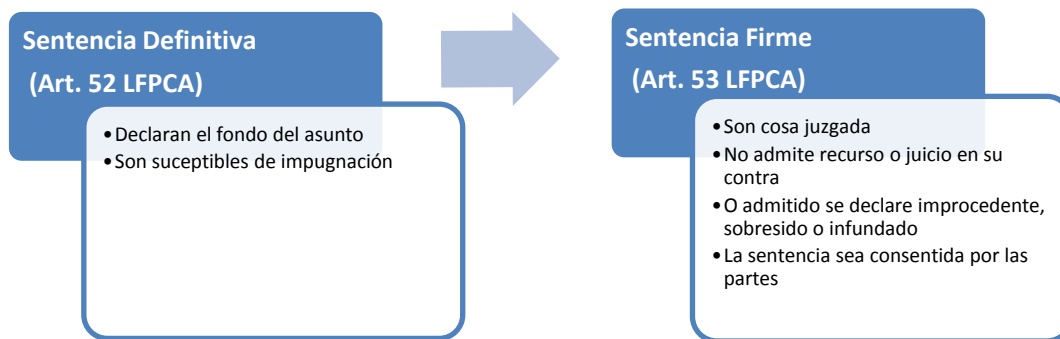 Sentencia Definitiva
(Art. 52 LFPCA)
•Declaran el fondo del asunto
•Son suceptibles de impugnación
Sentencia Firme
(Art. 53 LFPCA)
•Son cosa juzgada
•No admite recurso o juicio en su
contra
•O admitido se declare improcedente,
sobresido o infundado
•La sentencia sea consentida por las
partes